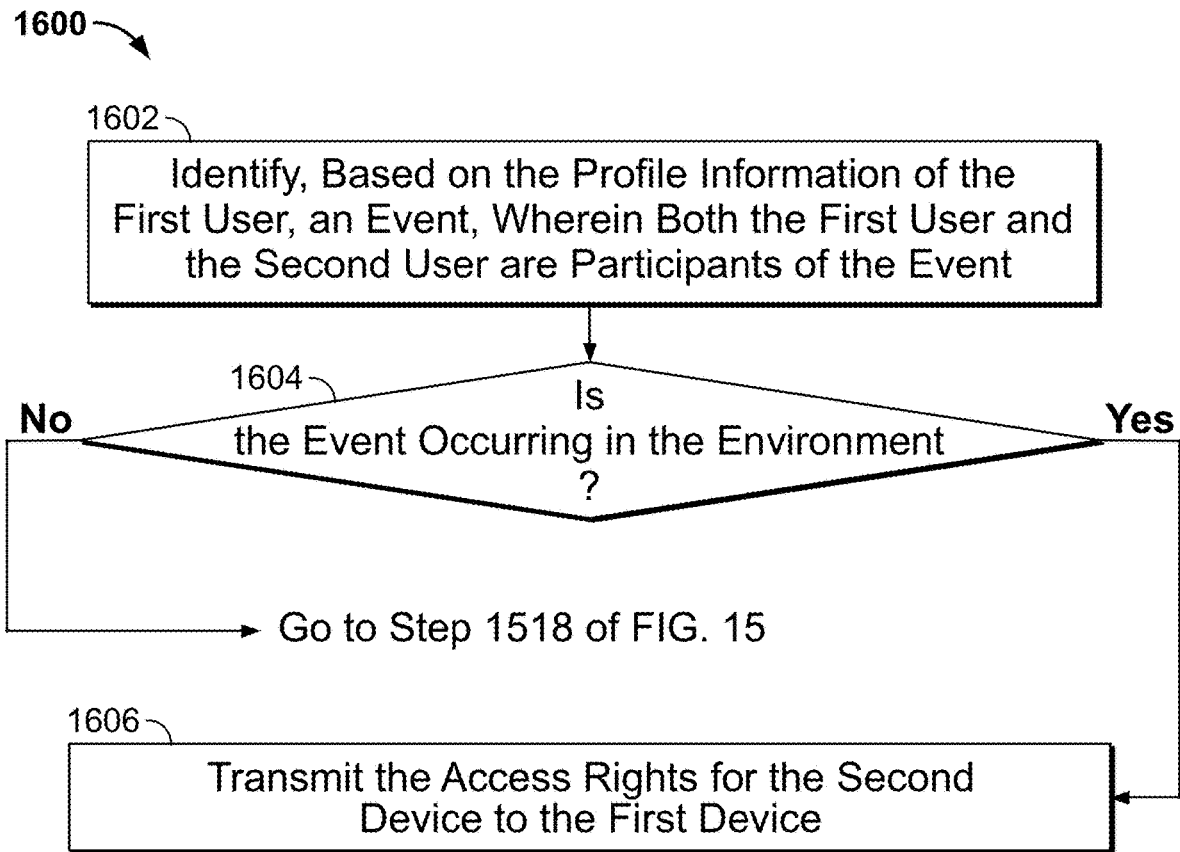 1600
1602
Identify, Based on the Profile Information of the
First User, an Event, Wherein Both the First User and
the Second User are Participants of the Event
1604
Is
No
Yes
the Event Occurring in the Environment
?
Go to Step 1518 of FIG. 15
1606
Transmit the Access Rights for the Second
Device to the First Device